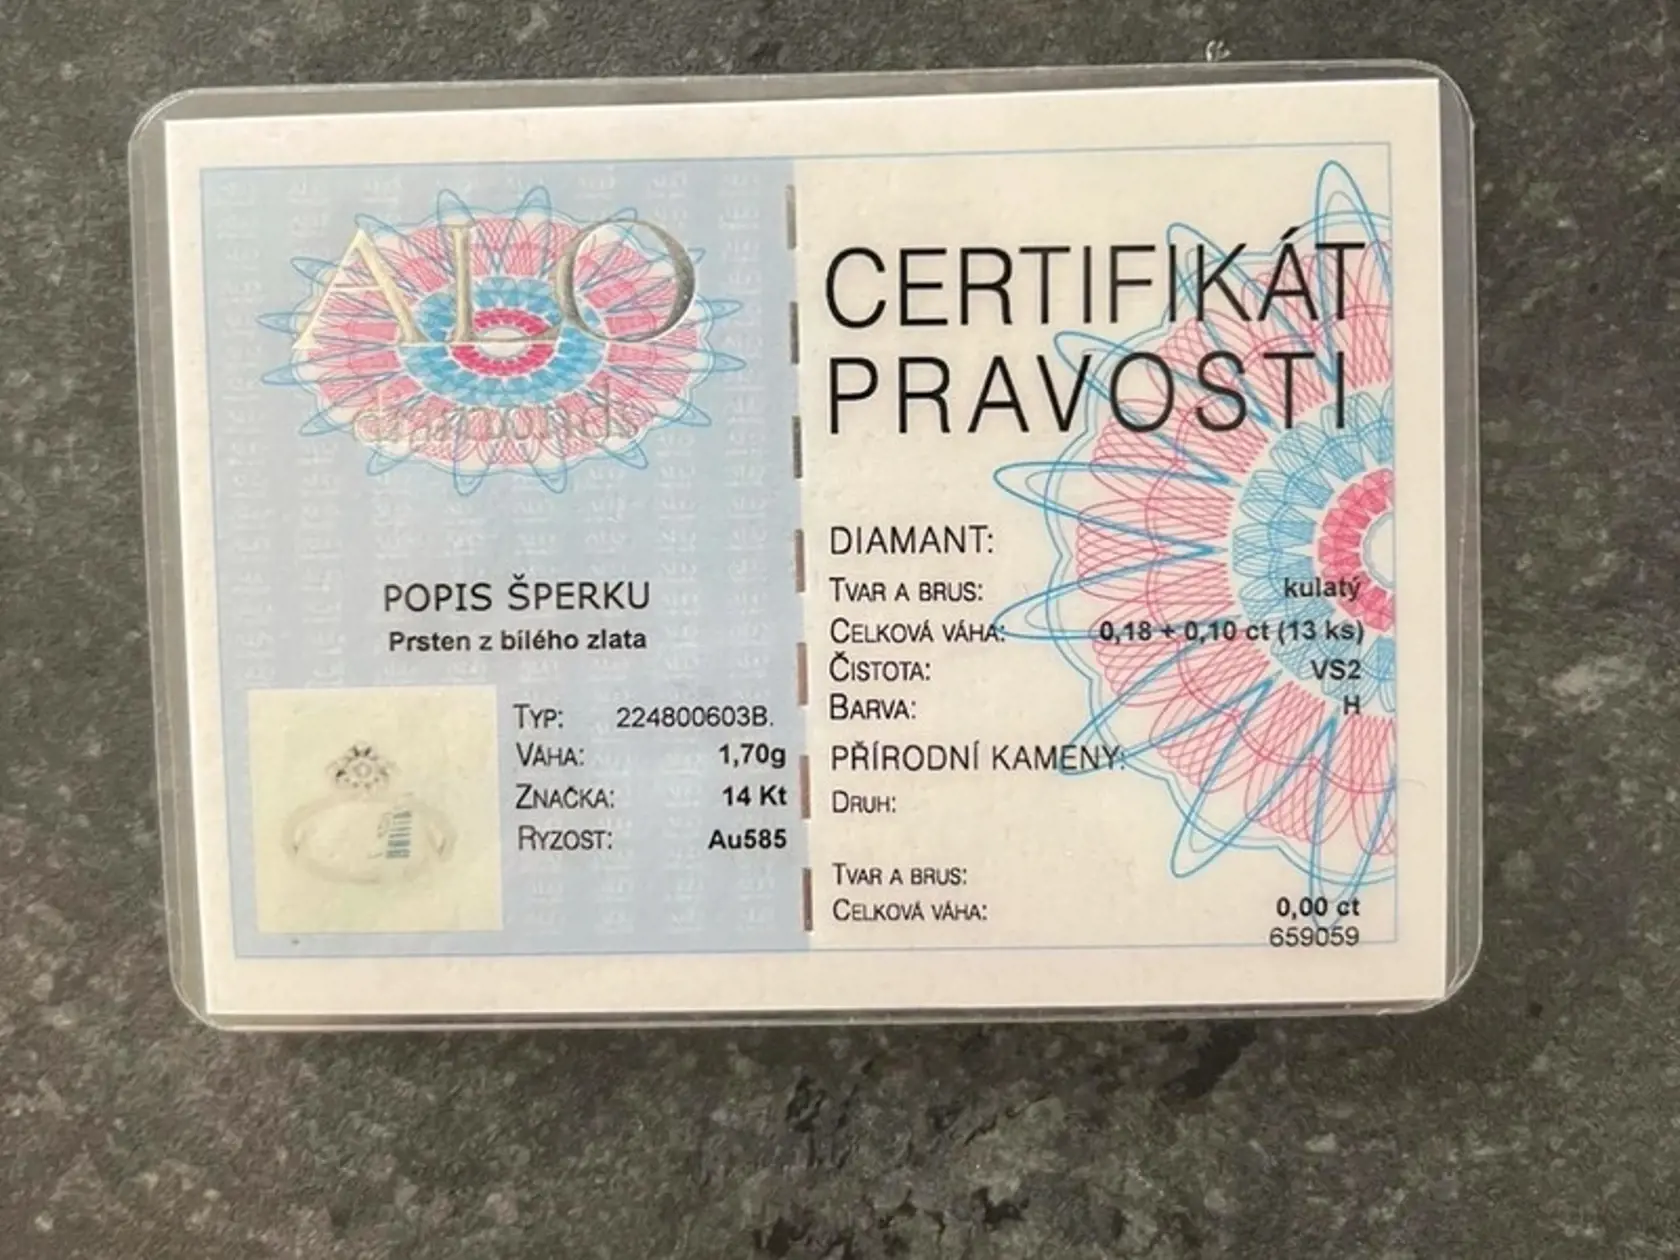 ALO
diamonds
POPIS ŠPERKU
Prsten z bílého zlata
TYP: 224800603B.
VÁHA: 1,70g
ZNAČKA: 14 Kt
RYZOST: Au585
CERTIFIKÁT
PRAVOSTI
DIAMANT:
TVAR A BRUS: kulatý
CELKOVÁ VÁHA: 0,18 + 0,10 ct (13 ks)
ČISTOTA: VS2
BARVA: H
PŘÍRODNÍ KAMENY:
DRUH:
TVAR A BRUS:
CELKOVÁ VÁHA: 0,00 ct
659059